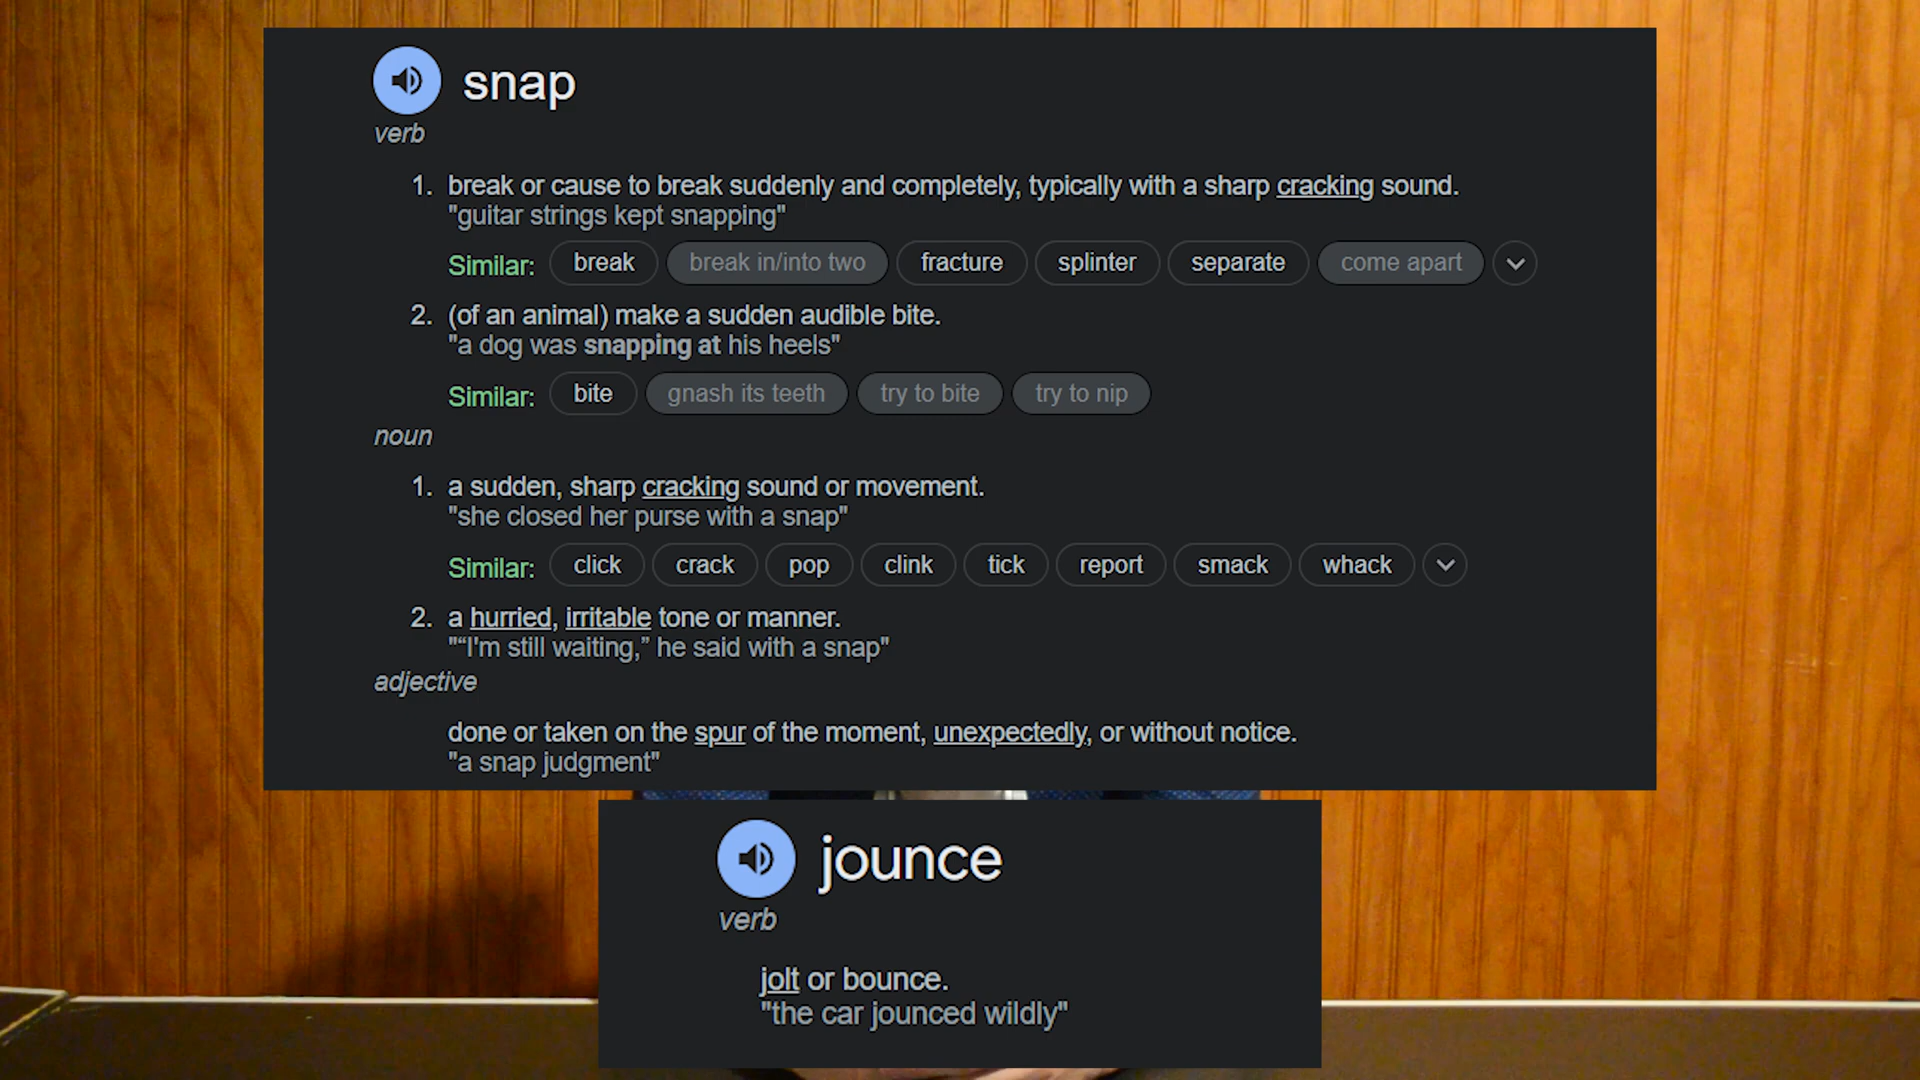 snap
verb
1. break or cause to break suddenly and completely, typically with a sharp cracking sound.
"guitar strings kept snapping"
Similar: break break in/into two fracture splinter separate come apart
2. (of an animal) make a sudden audible bite.
"a dog was snapping at his heels"
Similar: bite gnash its teeth try to bite try to nip
noun
1. a sudden, sharp cracking sound or movement.
"she closed her purse with a snap"
Similar: click crack pop clink tick report smack whack
2. a hurried, irritable tone or manner.
"“I'm still waiting,” he said with a snap"
adjective
done or taken on the spur of the moment, unexpectedly, or without notice.
"a snap judgment"
jounce
verb
jolt or bounce.
"the car jounced wildly"